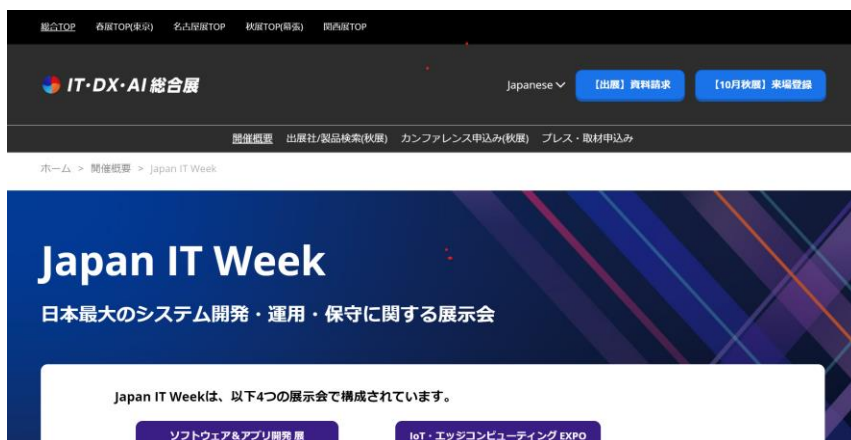 総合TOP 春展TOP(東京) 名古屋展TOP 秋展TOP(幕張) 関西展TOP
IT・DX・AI 総合展 Japanese 【出展】資料請求 【10月秋展】来場登録
開催概要 出展社/製品検索(秋展) カンファレンス申込み(秋展) プレス・取材申込み
ホーム > 開催概要 > Japan IT Week
Japan IT Week
日本最大のシステム開発・運用・保守に関する展示会
Japan IT Weekは、以下4つの展示会で構成されています。
ソフトウェア&アプリ開発 展 IoT・エッジコンピューティング EXPO